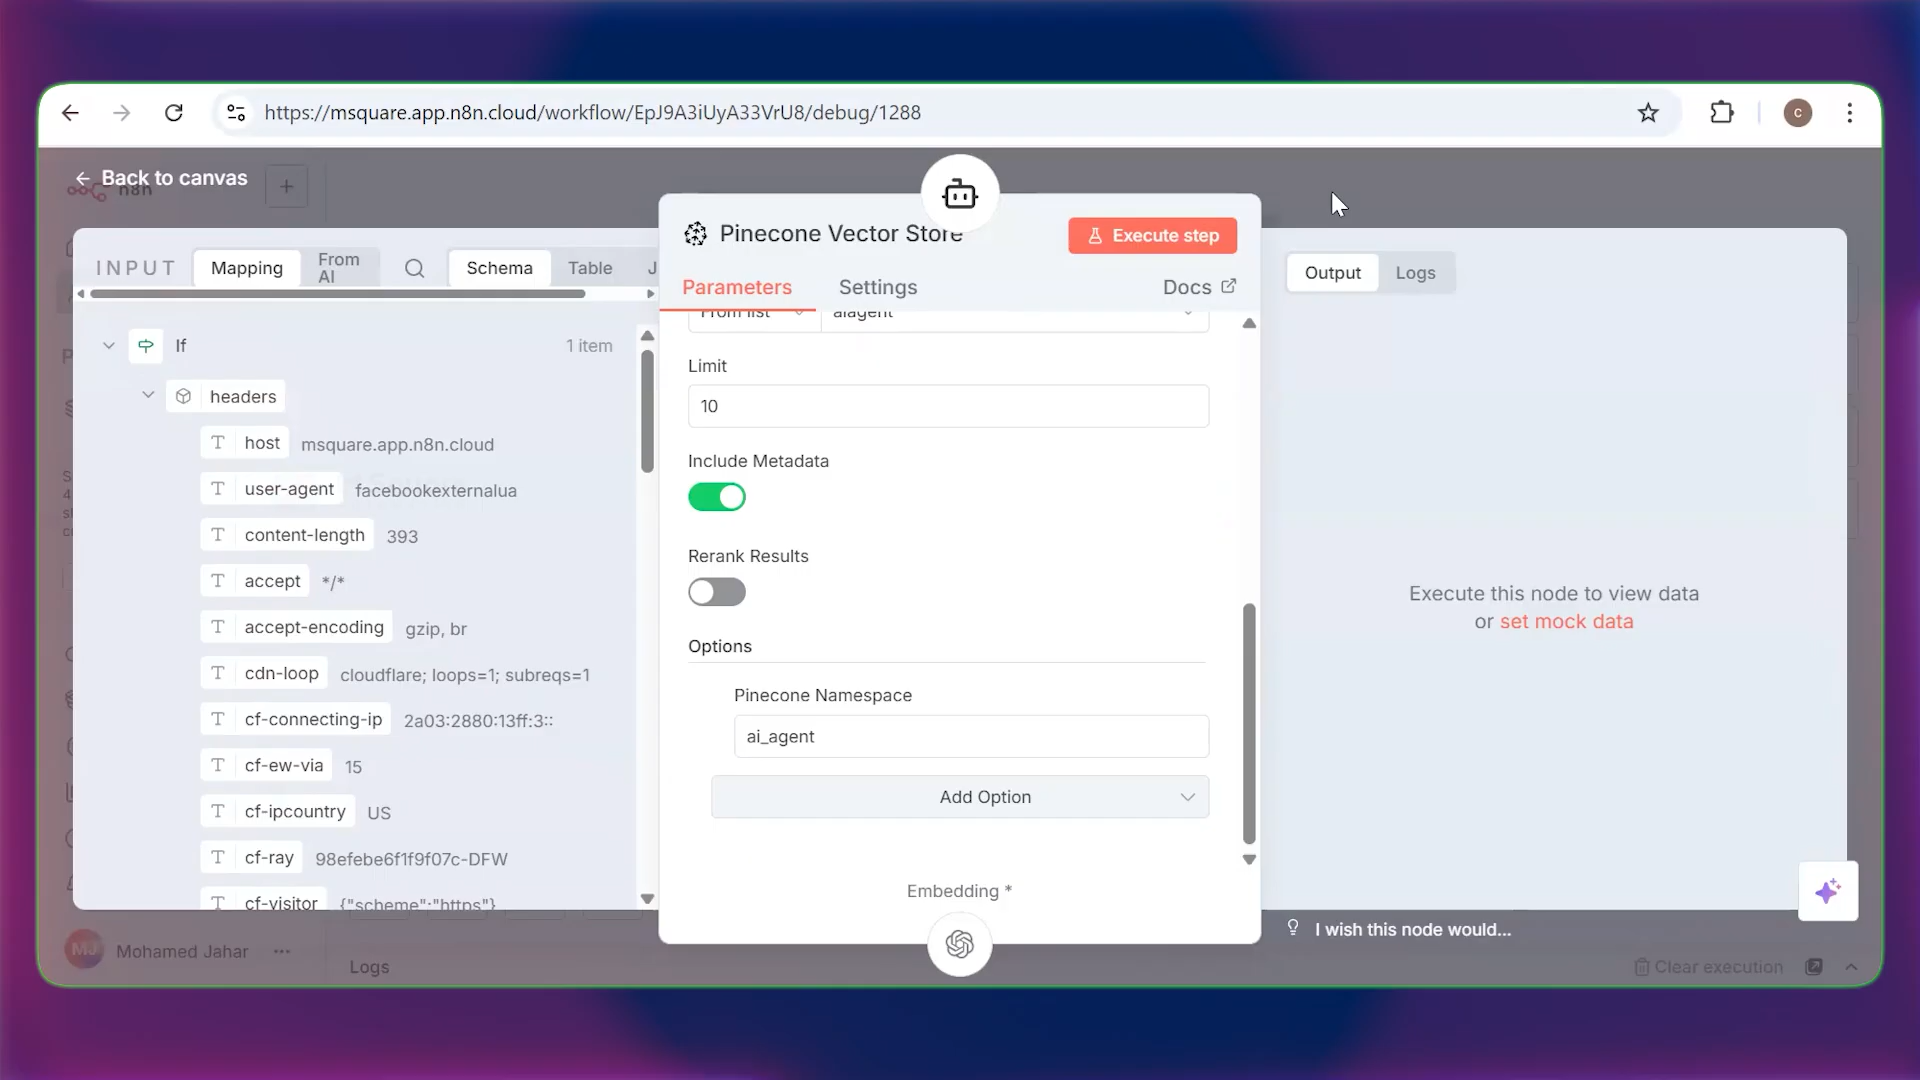 https://msquare.app.n8n.cloud/workflow/EpJ9A3iUyA33VrU8/debug/1288
C
Back to canvas
n8n
Pinecone Vector Store
Execute step
INPUT
Mapping
From AI
Schema
Table
J
Parameters
Settings
Docs
Output
Logs
From list
aiagent
If
1 item
headers
host
msquare.app.n8n.cloud
user-agent
facebookexternalua
content-length
393
accept
*/*
accept-encoding
gzip, br
cdn-loop
cloudflare; loops=1; subreqs=1
cf-connecting-ip
2a03:2880:13ff:3::
cf-ew-via
15
cf-ipcountry
US
cf-ray
98efebe6f1f9f07c-DFW
cf-visitor
{"scheme":"https"}
Limit
10
Include Metadata
Rerank Results
Options
Pinecone Namespace
ai_agent
Add Option
Embedding *
Execute this node to view data
or set mock data
I wish this node would...
MJ
Mohamed Jahar
Logs
Clear execution